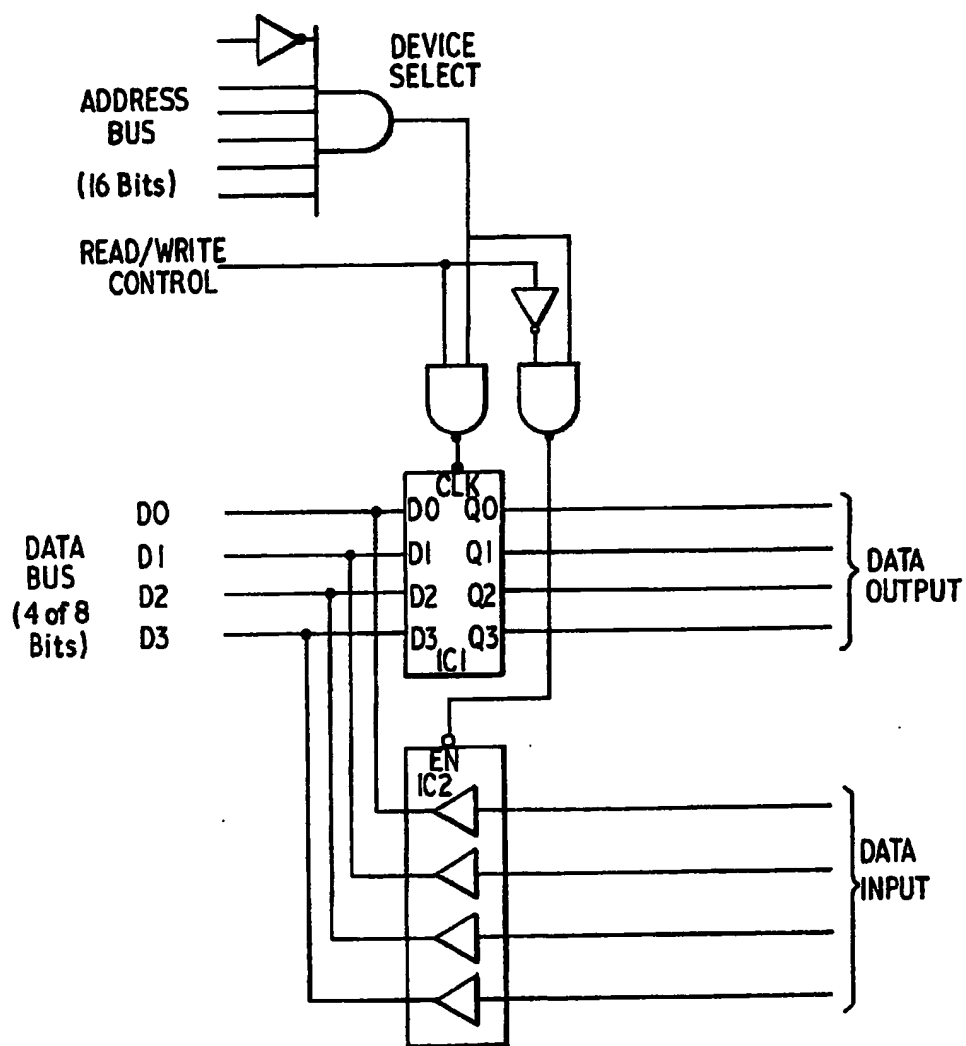 DEVICE
SELECT
ADDRESS
BUS
(16 Bits)
READ/WRITE
CONTROL
CLK
D0
D0
Q0
D1
D1
Q1
D2
D2
Q2
D3
D3
Q3
IC1
DATA
BUS
(4 of 8
Bits)
DATA
OUTPUT
EN
IC2
DATA
INPUT